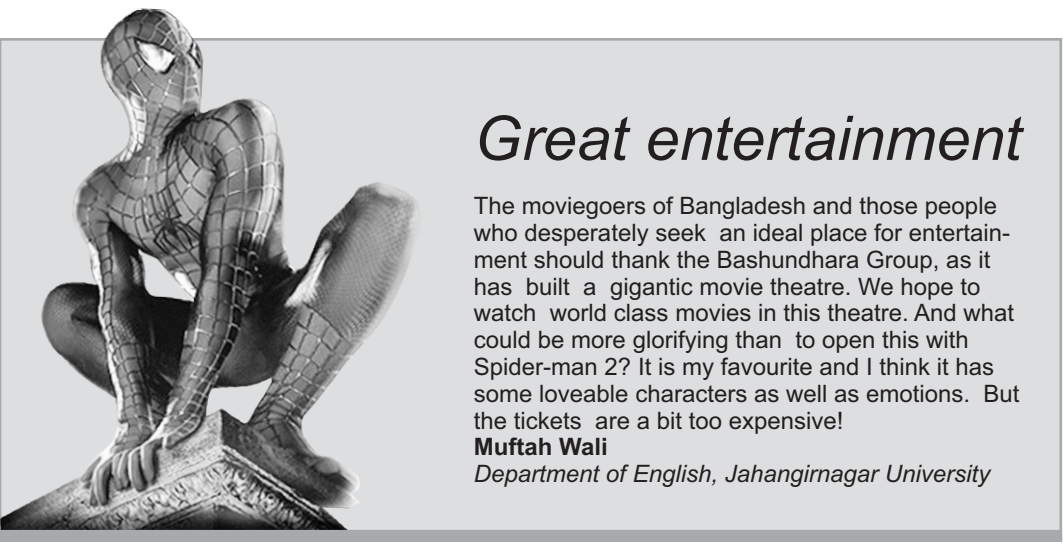 Great entertainment
The moviegoers of Bangladesh and those people
who desperately seek  an ideal place for entertain-
ment should thank the Bashundhara Group, as it
has  built  a  gigantic movie theatre. We hope to
watch  world class movies in this theatre. And what
could be more glorifying than  to open this with
Spider-man 2? It is my favourite and I think it has
some loveable characters as well as emotions.  But
the tickets  are a bit too expensive!
Muftah Wali
Department of English, Jahangirnagar University